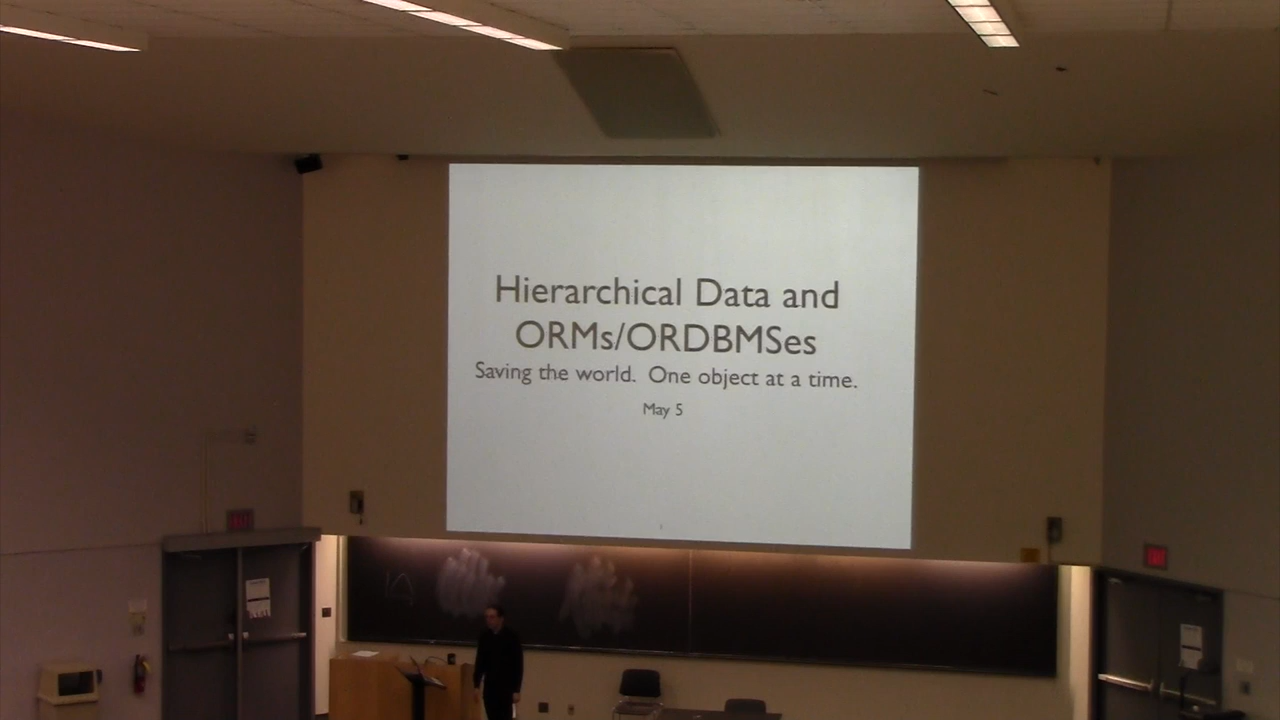 Hierarchical Data and
ORMs/ORDBMSes
Saving the world. One object at a time.
May 5